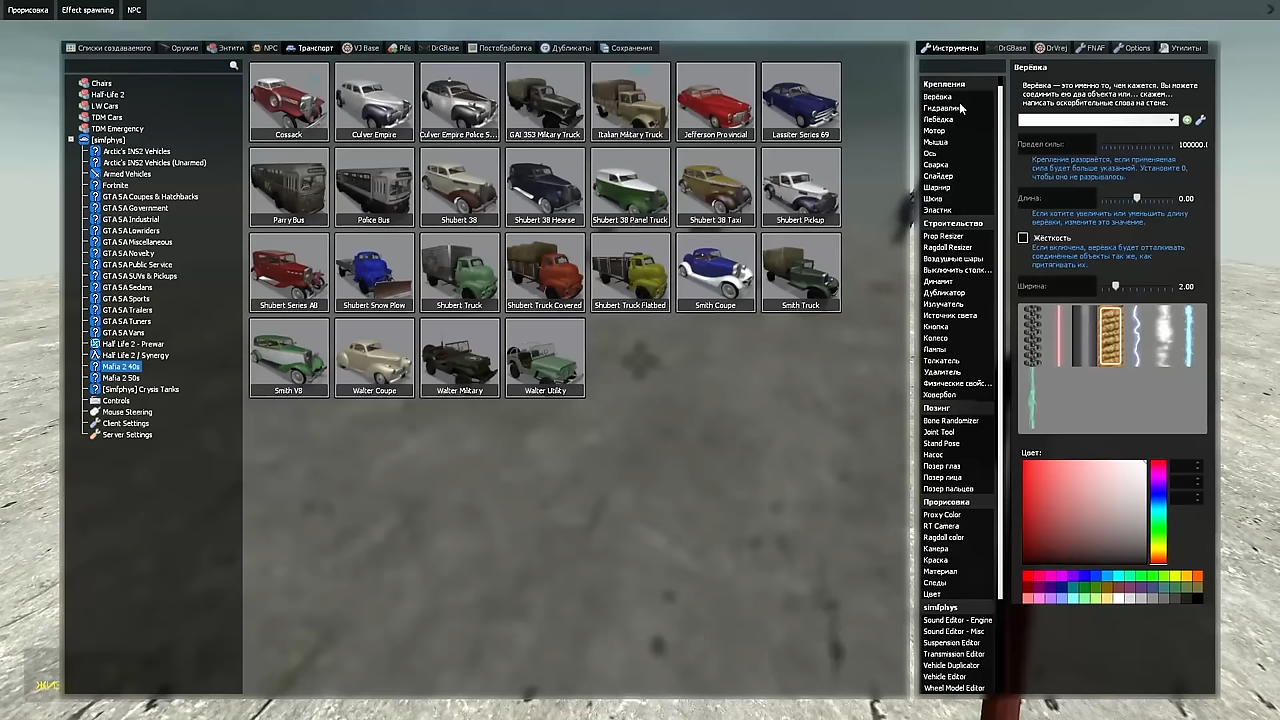 Прорисовка Effect spawning NPC
Списки создаваемого Оружие Энтити NPC Транспорт VJ Base Pills DrGBase Постобработка Дубликаты Сохранения
Chairs
Half-Life 2
LW Cars
TDM Cars
TDM Emergency
[simfphys]
Arctic's INS2 Vehicles
Arctic's INS2 Vehicles (Unarmed)
Armed Vehicles
Fortnite
GTA SA Coupes & Hatchbacks
GTA SA Government
GTA SA Industrial
GTA SA Lowriders
GTA SA Miscellaneous
GTA SA Novelty
GTA SA Public Service
GTA SA SUVs & Pickups
GTA SA Sedans
GTA SA Sports
GTA SA Trailers
GTA SA Tuners
GTA SA Vans
Half Life 2 - Prewar
Half Life 2 / Synergy
Mafia 2 40s
Mafia 2 50s
[Simfphys] Crysis Tanks
Controls
Mouse Steering
Client Settings
Server Settings
Cossack Culver Empire Culver Empire Police S... GAI 353 Military Truck Italian Military Truck Jefferson Provincial Lassiter Series 69
Parry Bus Police Bus Shubert 38 Shubert 38 Hearse Shubert 38 Panel Truck Shubert 38 Taxi Shubert Pickup
Shubert Series AB Shubert Snow Plow Shubert Truck Shubert Truck Covered Shubert Truck Flatbed Smith Coupe Smith Truck
Smith V8 Walter Coupe Walter Military Walter Utility
Инструменты DrGBase DrVrej FNAF Options Утилиты
Крепления
Верёвка
Гидравлик
Лебёдка
Мотор
Мышца
Ось
Сварка
Слайдер
Шарнир
Шкив
Эластик
Строительство
Prop Resizer
Ragdoll Resizer
Воздушные шары
Выключить столк...
Динамит
Дубликатор
Излучатель
Источник света
Кнопка
Колесо
Лампы
Толкатель
Удалитель
Физические свойс...
Ховербол
Позинг
Bone Randomizer
Joint Tool
Stand Pose
Насос
Позер глаз
Позер лица
Позер пальцев
Прорисовка
Proxy Color
RT Camera
Ragdoll color
Камера
Краска
Материал
Следы
Цвет
simfphys
Sound Editor - Engine
Sound Editor - Misc
Suspension Editor
Transmission Editor
Vehicle Duplicator
Vehicle Editor
Wheel Model Editor
Верёвка
Верёвка — это именно то, чем кажется. Вы можете
соединить ею два объекта или... скажем...
написать оскорбительные слова на стене.
Предел силы: 100000.(
Крепление разорвётся, если применяемая
сила будет больше указанной. Установите 0,
чтобы оно не разрывалось.
Длина: 0.00
Если хотите увеличить или уменьшить длину
верёвки, измените это значение.
Жёсткость
Если включена, верёвка будет отталкивать
соединённые объекты так же, как
притягивать их.
Ширина: 2.00
Цвет: